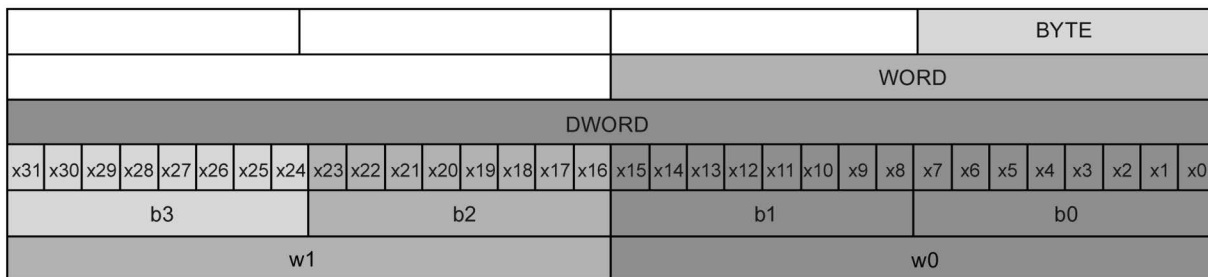 BYTE
WORD
DWORD
x31 x30 x29 x28 x27 x26 x25 x24 x23 x22 x21 x20 x19 x18 x17 x16 x15 x14 x13 x12 x11 x10 x9 x8 x7 x6 x5 x4 x3 x2 x1 x0
b3 b2 b1 b0
w1 w0